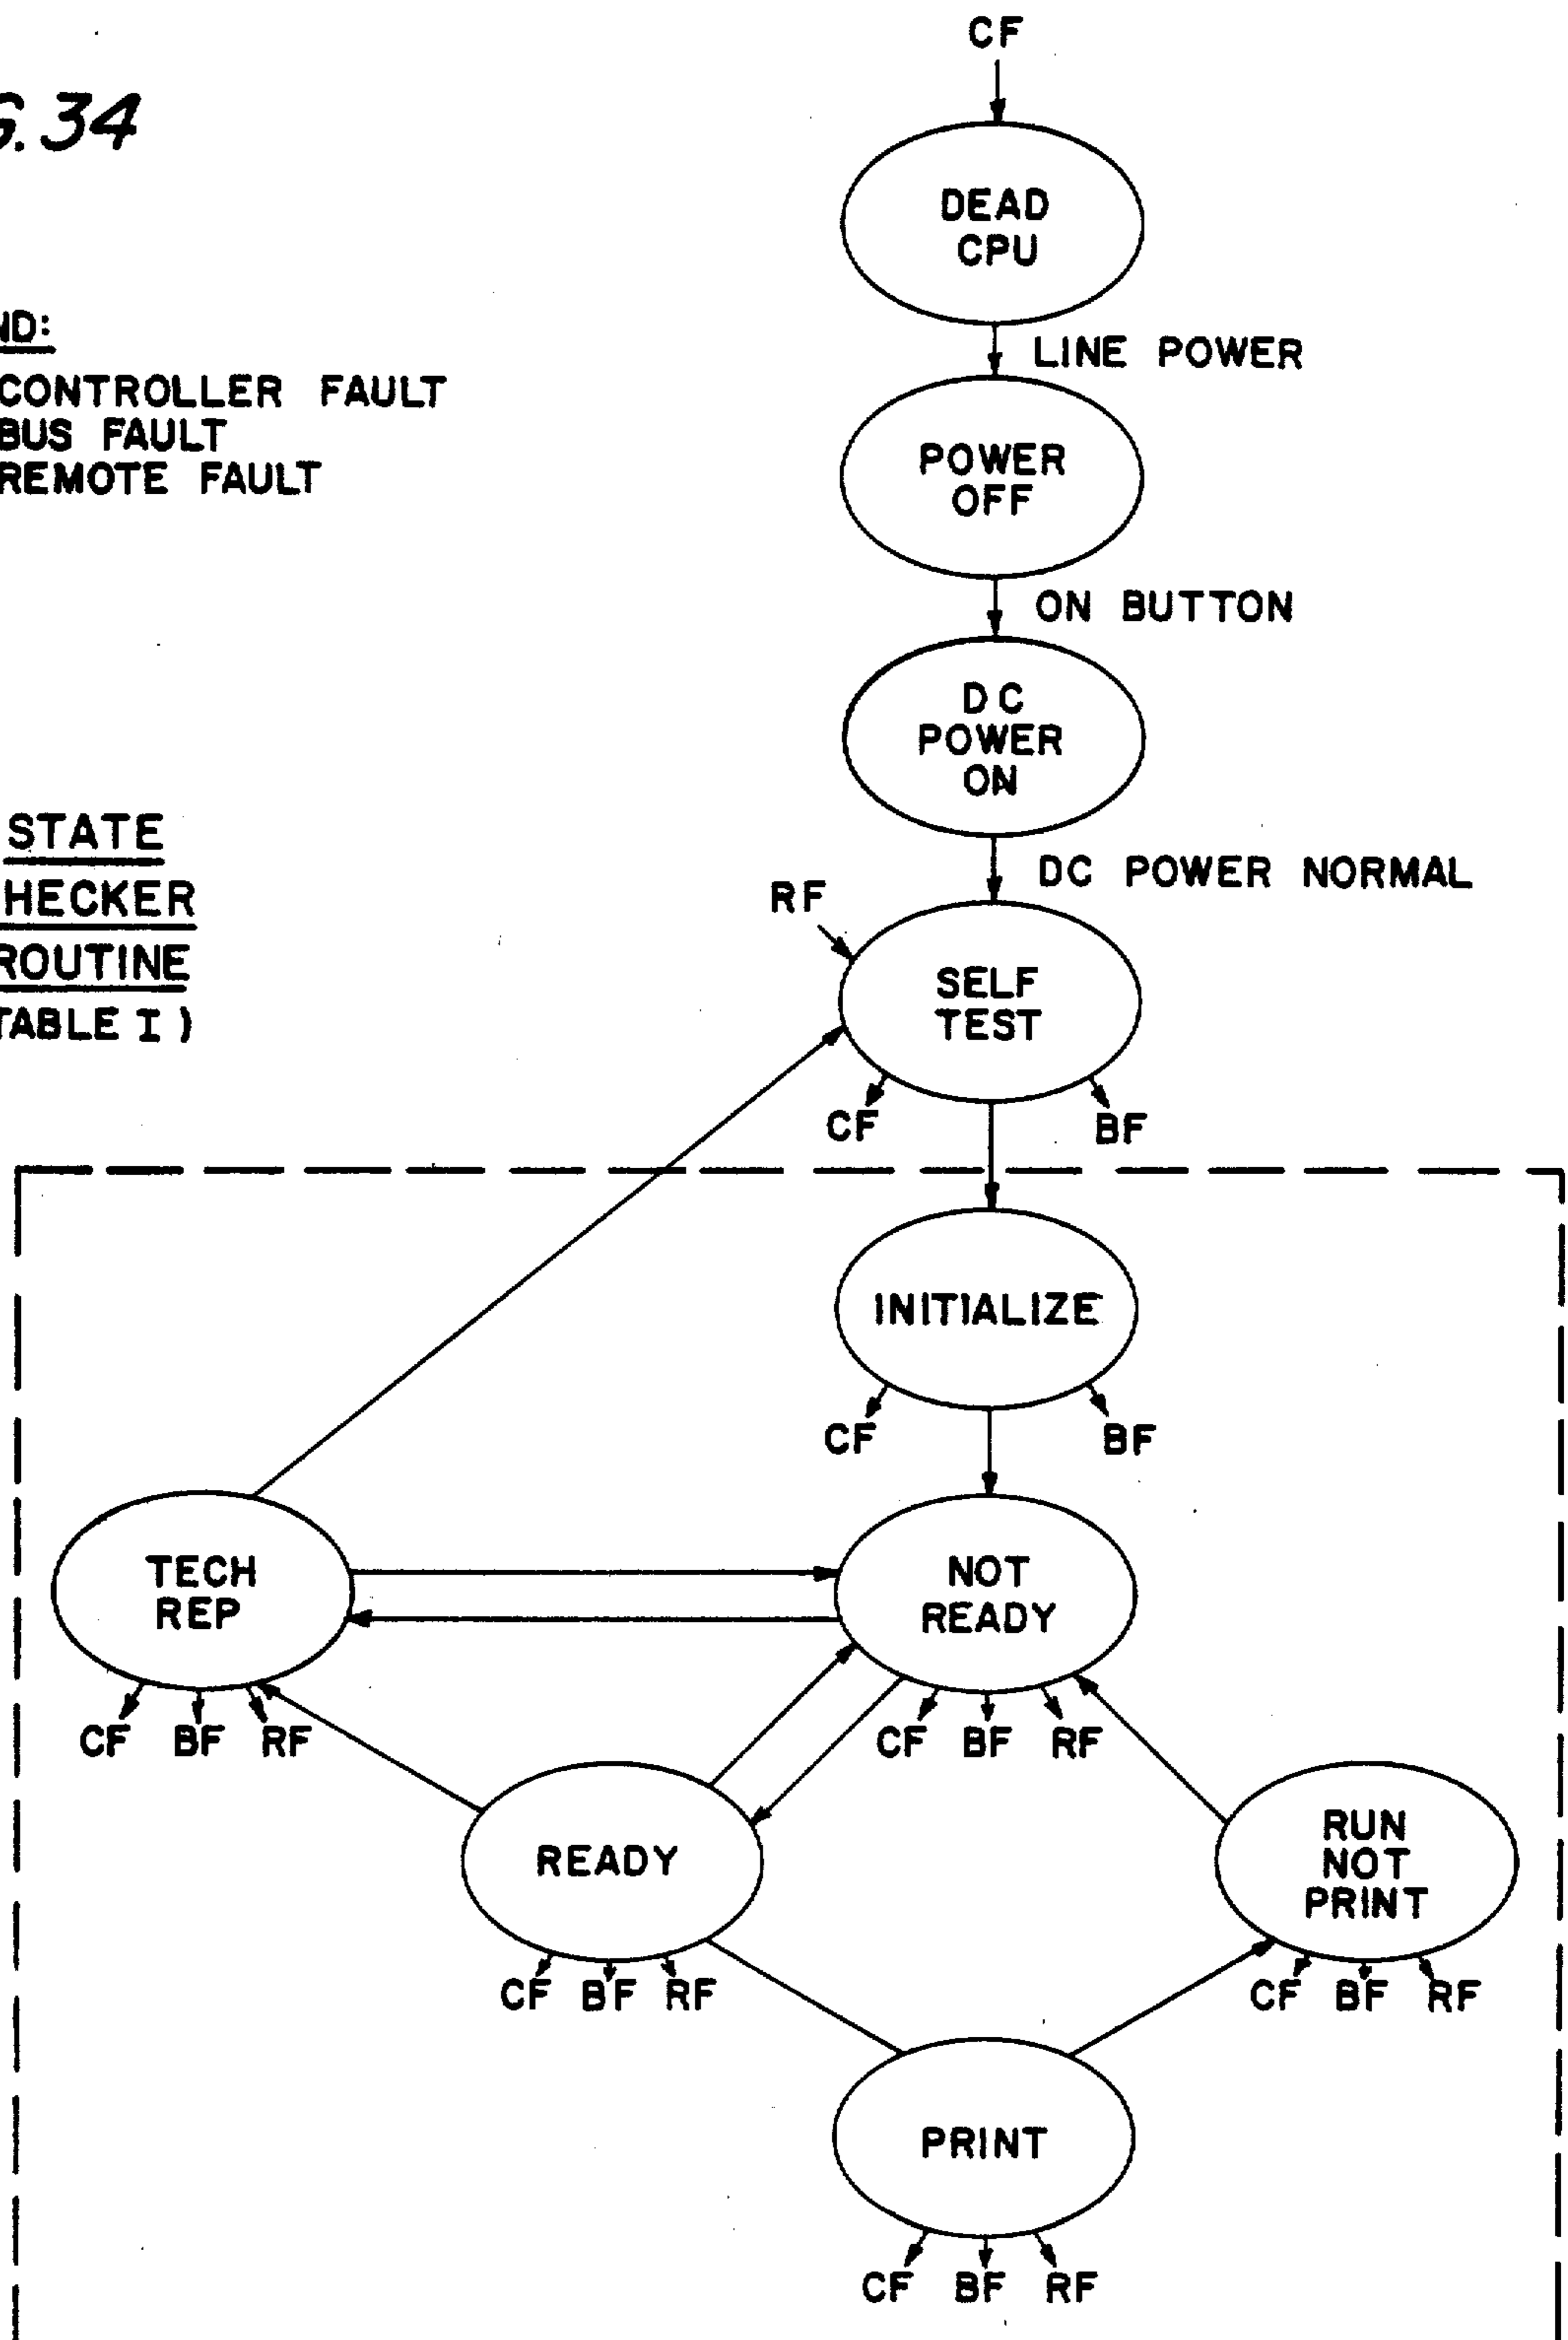 CF
G. 34
DEAD
CPU
ND:
CONTROLLER FAULT
BUS FAULT
REMOTE FAULT
LINE POWER
POWER
OFF
ON BUTTON
DC
POWER
ON
STATE
HECKER
ROUTINE
TABLE I )
DC POWER NORMAL
RF
SELF
TEST
CF
BF
INITIALIZE
CF
BF
TECH
REP
NOT
READY
CF BF RF
CF BF RF
READY
RUN
NOT
PRINT
CF BF RF
CF BF RF
PRINT
CF BF RF